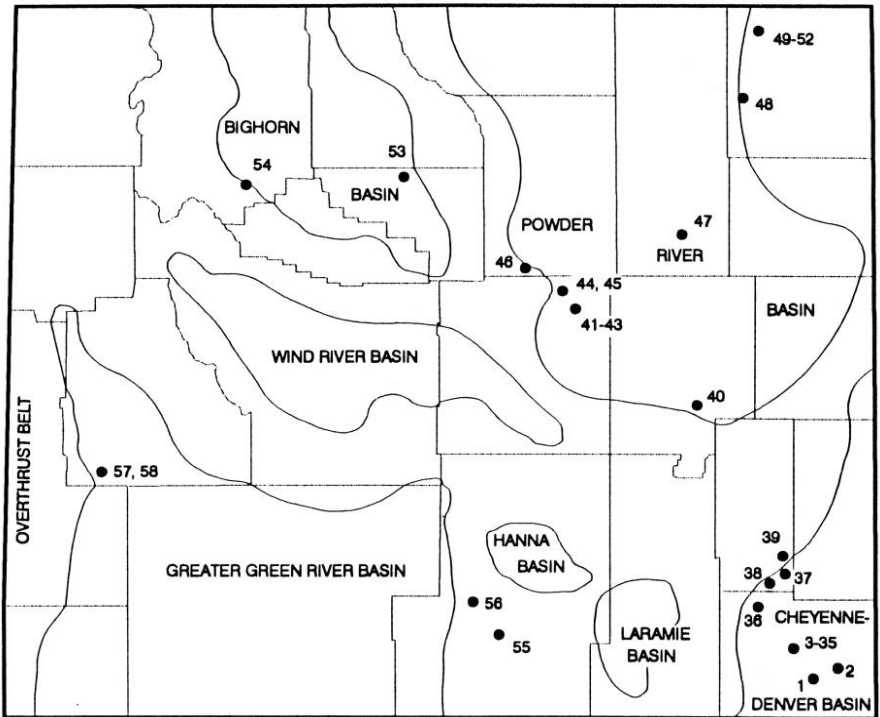 49-52
48
BIGHORN
53
54
BASIN
POWDER
47
RIVER
46
44, 45
41-43
BASIN
WIND RIVER BASIN
40
OVERTHRUST BELT
57, 58
HANNA
BASIN
39
GREATER GREEN RIVER BASIN
38
37
56
36
CHEYENNE-
LARAMIE
BASIN
55
3-35
2
1
DENVER BASIN